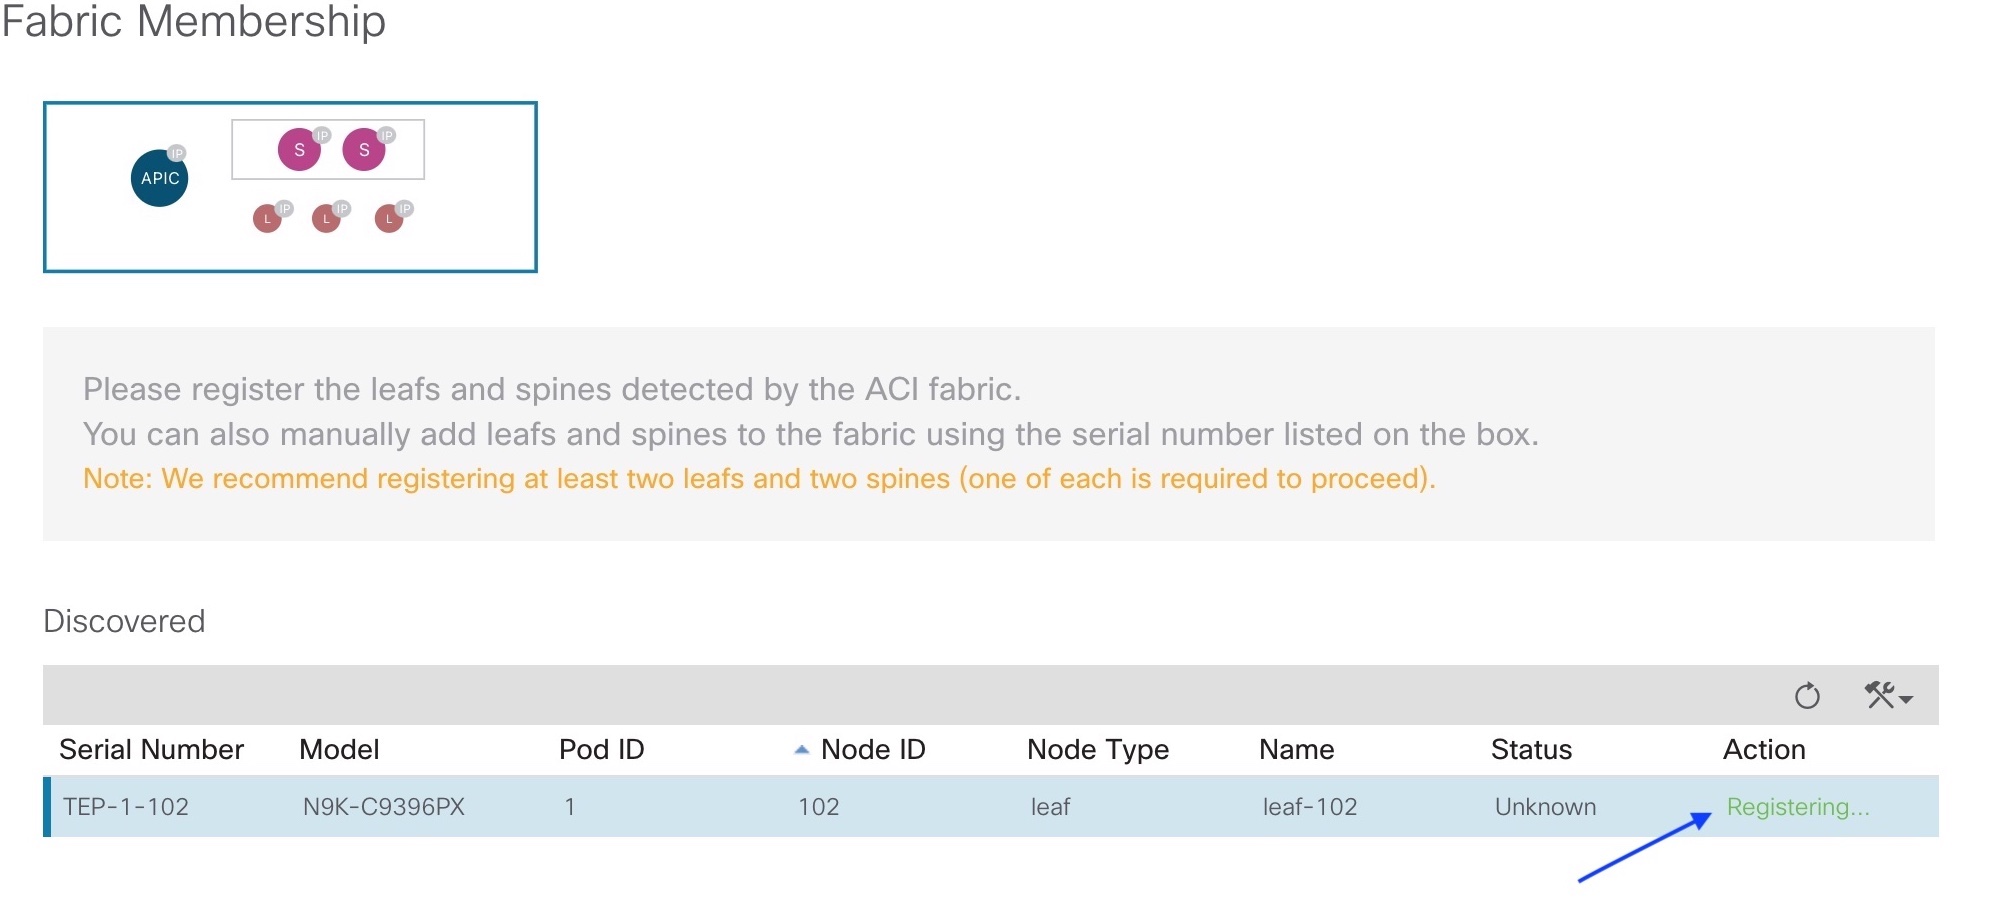 Fabric Membership
IP IP
S S
IP
APIC
IP IP IP
L L L
Please register the leafs and spines detected by the ACI fabric.
You can also manually add leafs and spines to the fabric using the serial number listed on the box.
Note: We recommend registering at least two leafs and two spines (one of each is required to proceed).
Discovered
Serial Number Model Pod ID Node ID Node Type Name Status Action
TEP-1-102 N9K-C9396PX 1 102 leaf leaf-102 Unknown Registering...